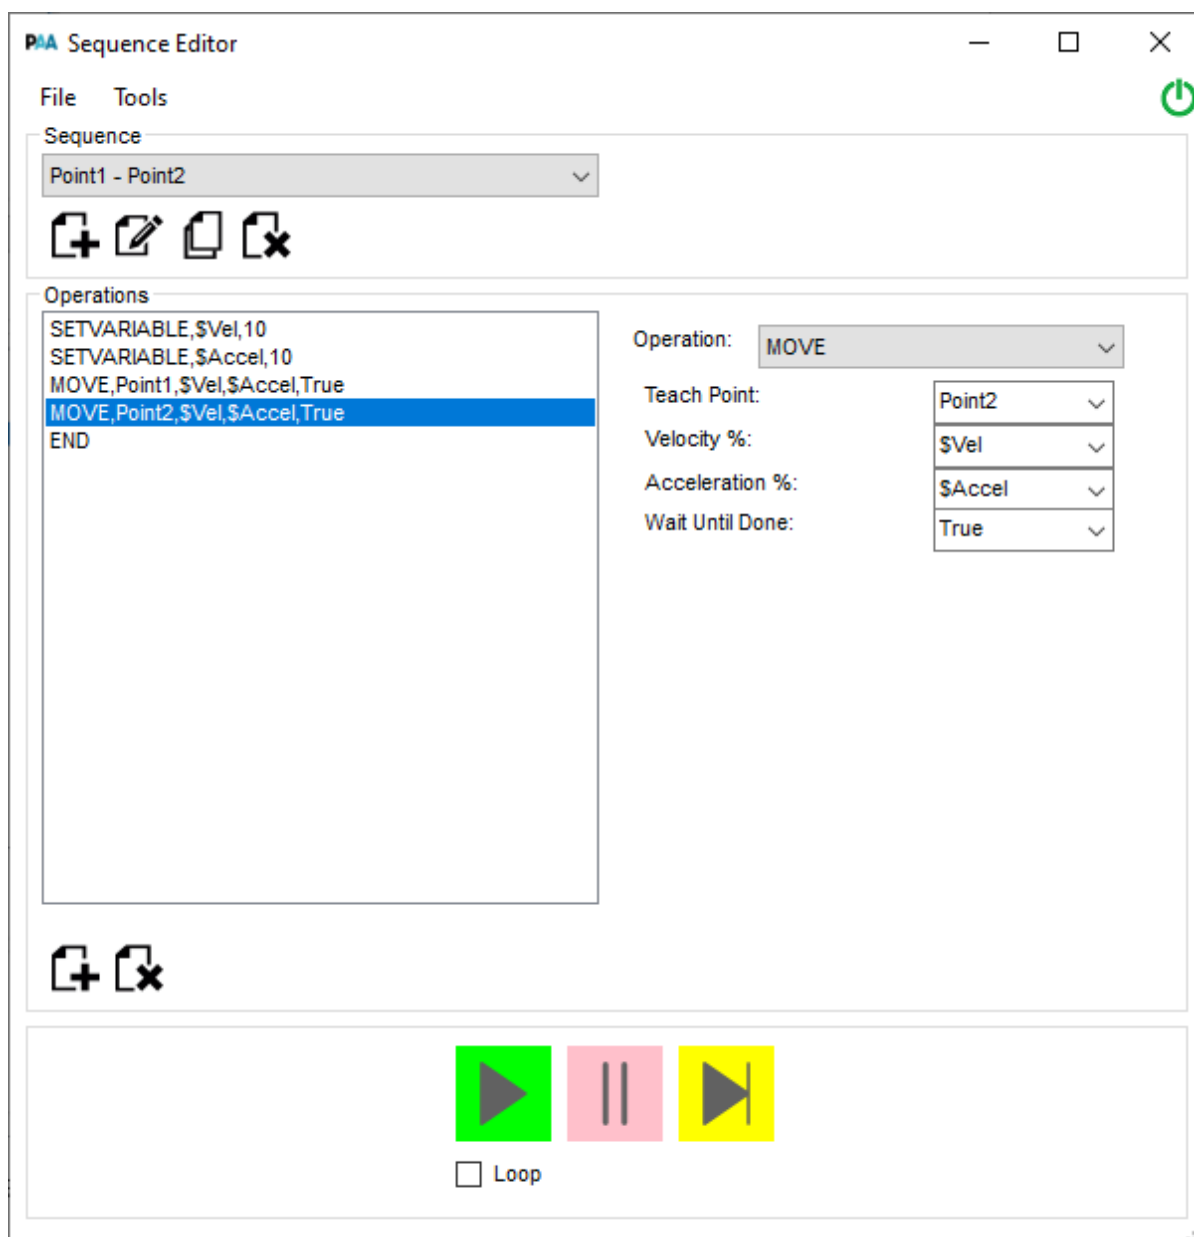 PAA Sequence Editor
File Tools
Sequence
Point1 - Point2
Operations
SETVARIABLE,$Vel,10
SETVARIABLE,$Accel,10
MOVE,Point1,$Vel,$Accel,True
MOVE,Point2,$Vel,$Accel,True
END
Operation: MOVE
Teach Point: Point2
Velocity %: $Vel
Acceleration %: $Accel
Wait Until Done: True
Loop